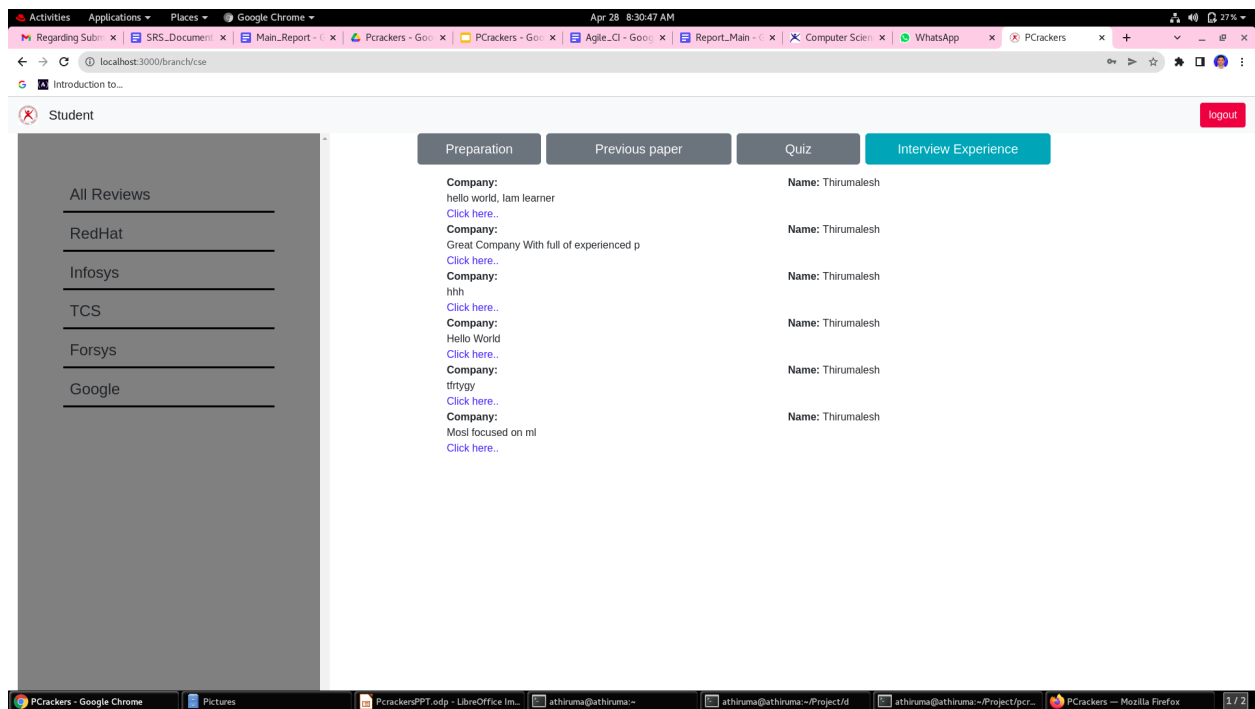 Activities Applications Places Google Chrome Apr 28 8:30:47 AM 27%
Regarding Subm SRS_Document Main_Report - Pcrackers - Goo PCrackers - Goo Agile_CI - Goog Report_Main - Computer Scien WhatsApp PCrackers
localhost:3000/branch/cse
Introduction to...
Student logout
Preparation Previous paper Quiz Interview Experience
All Reviews
RedHat
Infosys
TCS
Forsys
Google
Company: Name: Thirumalesh
hello world, Iam learner
Click here..
Company: Name: Thirumalesh
Great Company With full of experienced p
Click here..
Company: Name: Thirumalesh
hhh
Click here..
Company: Name: Thirumalesh
Hello World
Click here..
Company: Name: Thirumalesh
tfrtygy
Click here..
Company: Name: Thirumalesh
Mosl focused on ml
Click here..
PCrackers - Google Chrome Pictures PcrackersPPT.odp - LibreOffice Im... athiruma@athiruma:~ athiruma@athiruma:~/Project/d athiruma@athiruma:~/Project/pcr... PCrackers — Mozilla Firefox 1 / 2